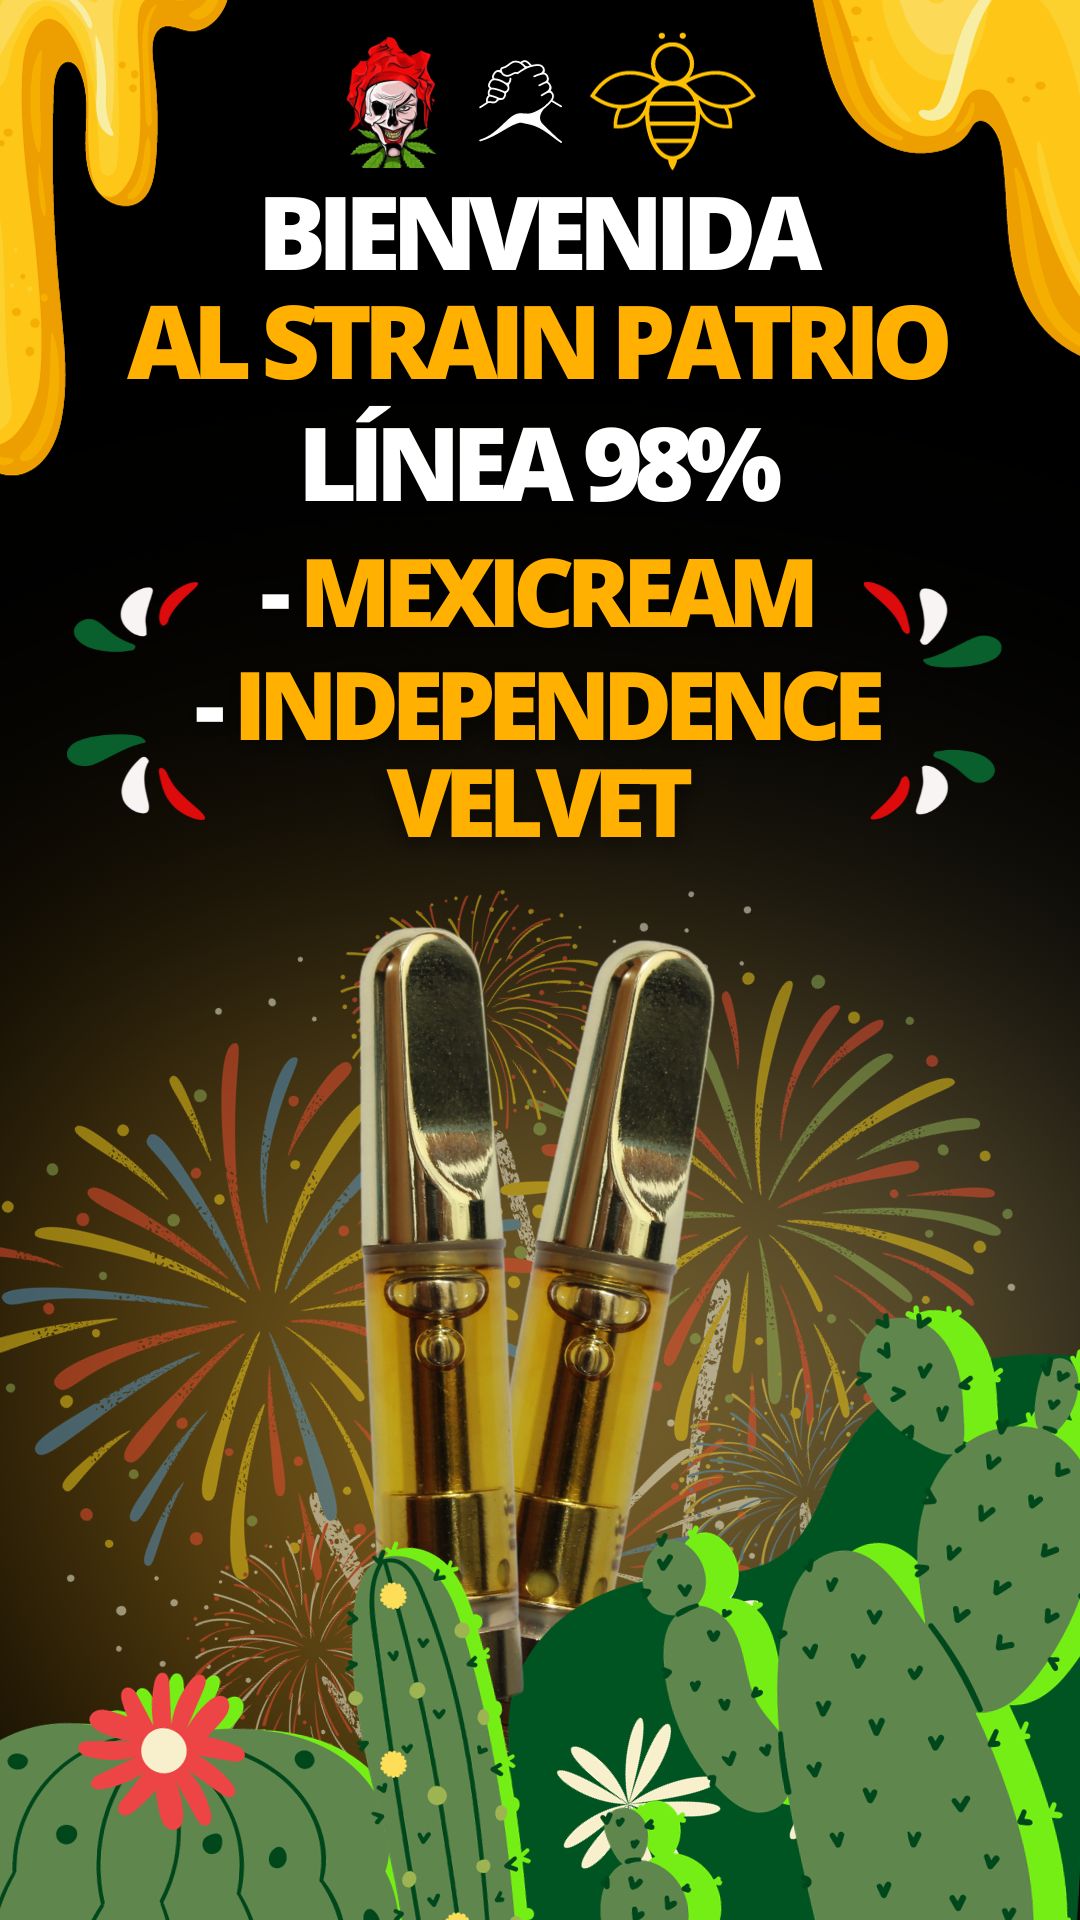 BIENVENIDA
AL STRAIN PATRIO
LÍNEA 98%
- MEXICREAM
- INDEPENDENCE
VELVET